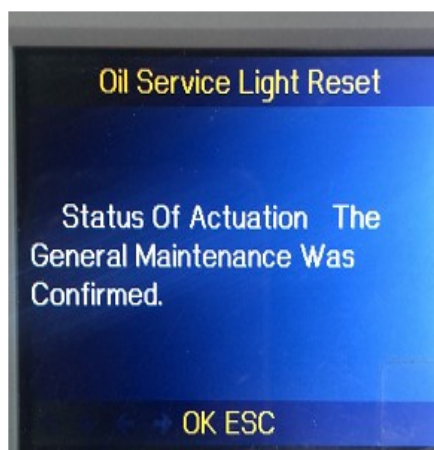 Oil Service Light Reset
Status Of Actuation The
General Maintenance Was
Confirmed.
OK ESC